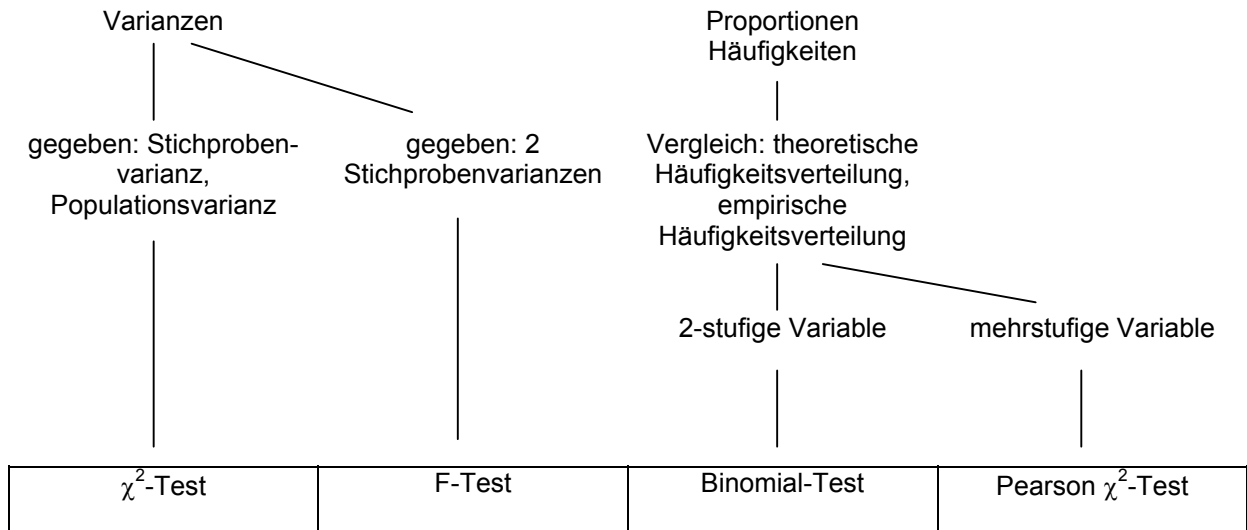 Varianzen
Proportionen
Häufigkeiten
gegeben: Stichproben-
varianz,
Populationsvarianz
gegeben: 2
Stichprobenvarianzen
Vergleich: theoretische
Häufigkeitsverteilung,
empirische
Häufigkeitsverteilung
2-stufige Variable
mehrstufige Variable
χ²-Test
F-Test
Binomial-Test
Pearson χ²-Test